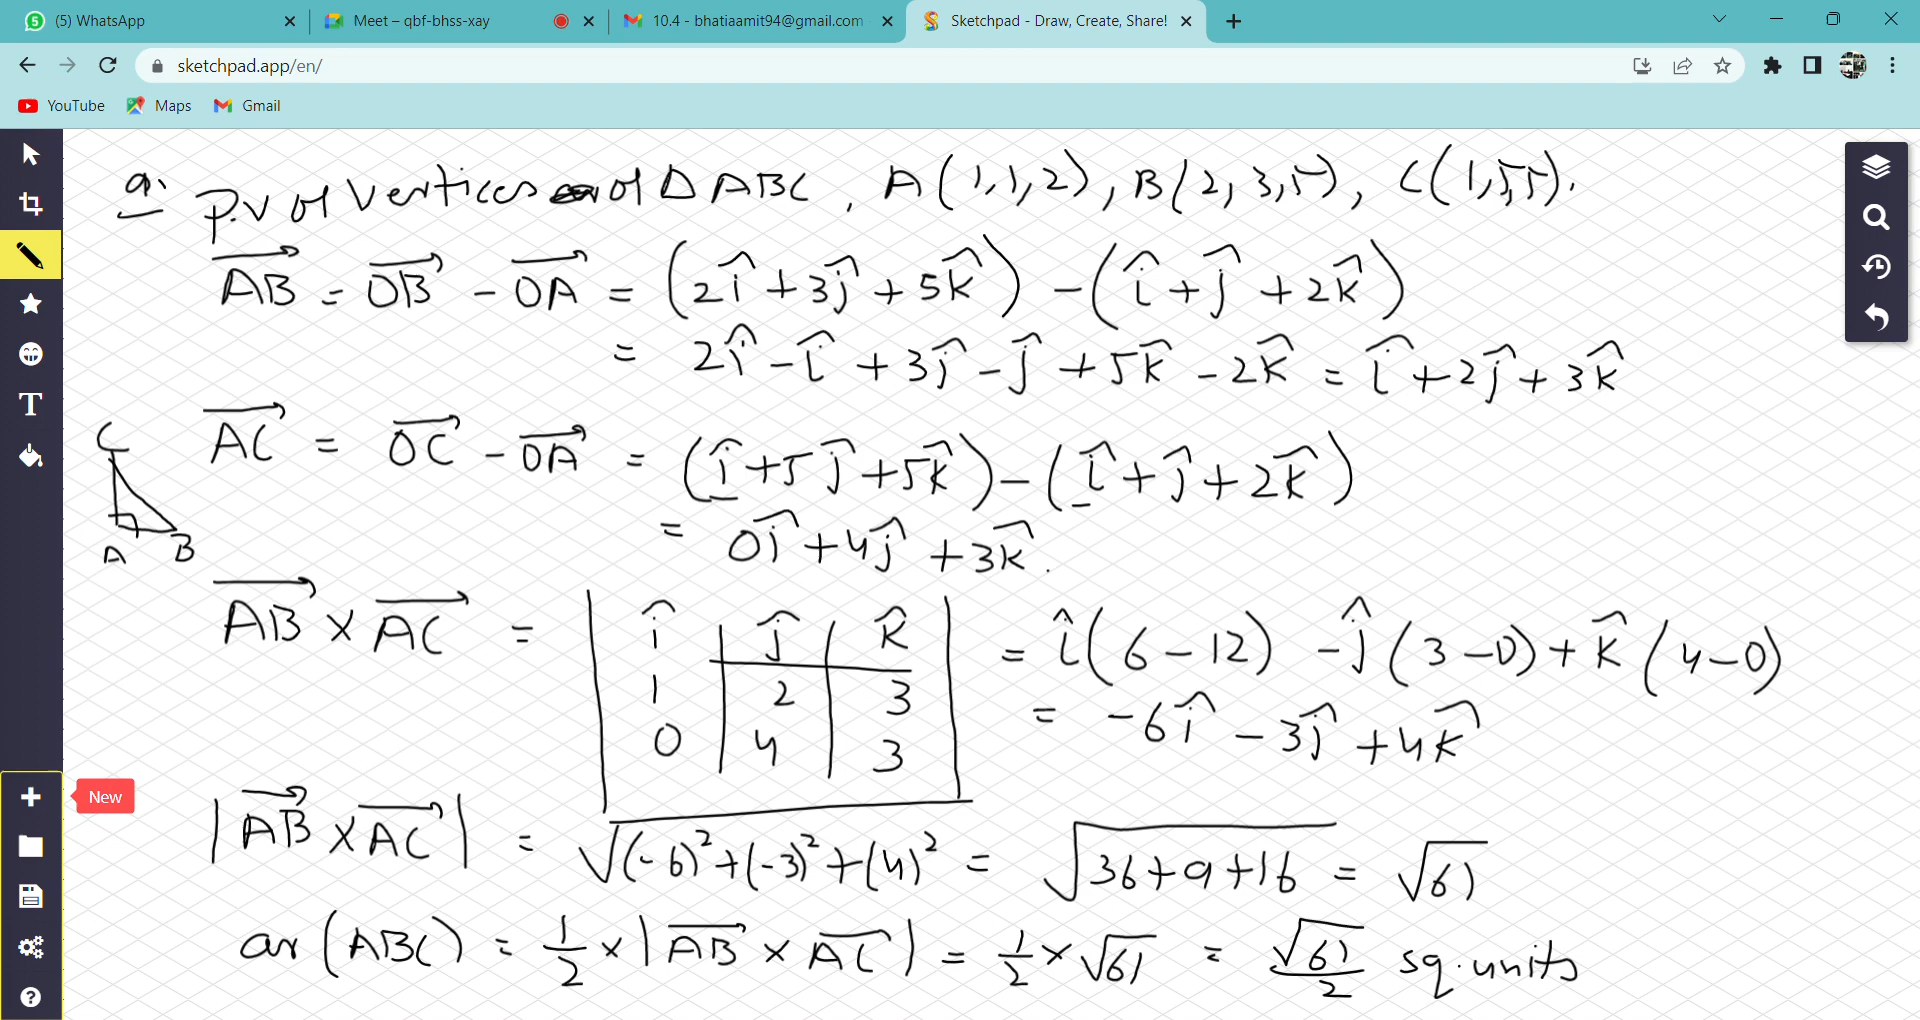 (5) WhatsApp
Meet – qbf-bhss-xay
10.4 - bhatiaamit94@gmail.com
Sketchpad - Draw, Create, Share!
sketchpad.app/en/
YouTube
Maps
Gmail
9. P.V of Vertices of Δ ABC, A(1,1,2), B(2,3,5), C(1,5,5).
AB⃗ = OB⃗ - OA⃗ = (2î+3ĵ+5k̂) -(î+ĵ+2k̂)
= 2î-î+3ĵ-ĵ+5k̂-2k̂ = î+2ĵ+3k̂
AC⃗ = OC⃗ - OA⃗ = (î+5ĵ+5k̂)-(î+ĵ+2k̂)
= 0î+4ĵ+3k̂.
C
A B
AB⃗ × AC⃗ = | î ĵ k̂ | = î(6-12) -ĵ(3-0)+k̂(4-0)
1 2 3
= -6î-3ĵ+4k̂
0 4 3
New
|AB⃗ × AC⃗| = √(-6)²+(-3)²+(4)² = √36+9+16 = √61
ar(ABC) = 1/2 × |AB⃗ × AC⃗| = 1/2 × √61 = √61/2 sq.units
T
?